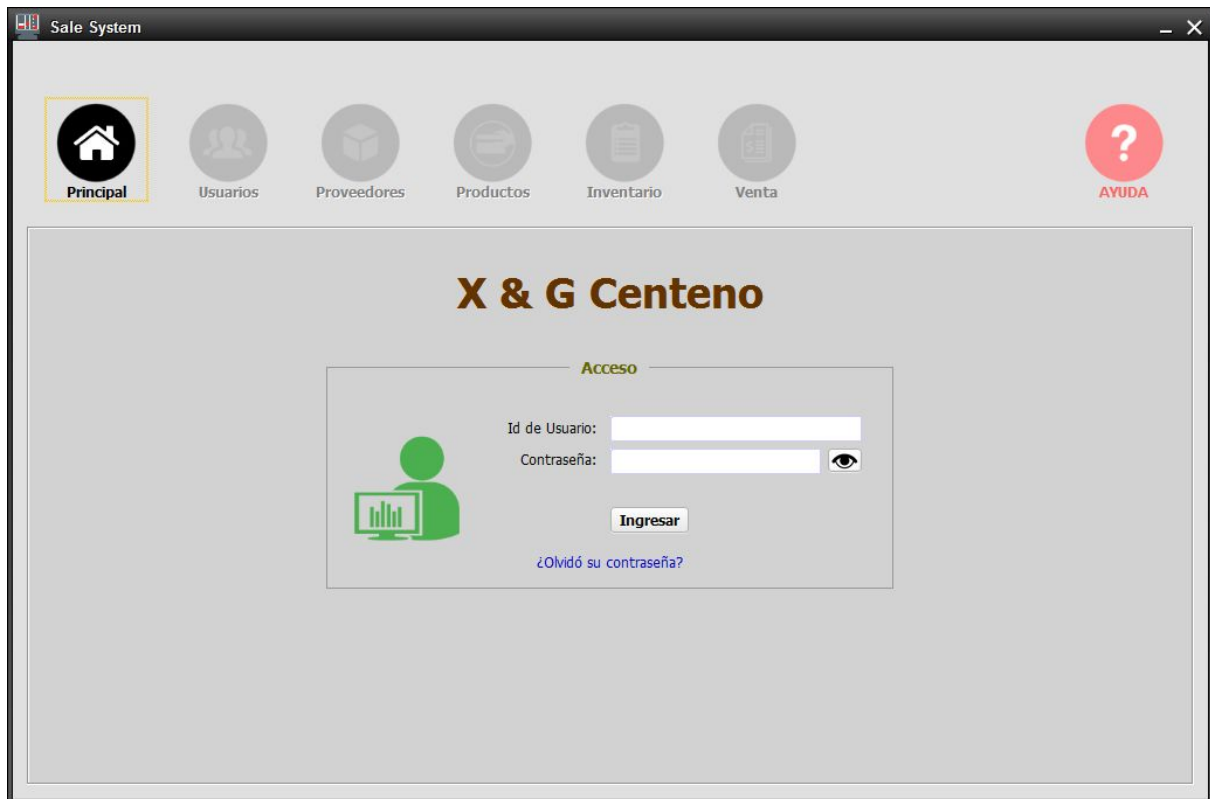 Sale System
Principal
Usuarios
Proveedores
Productos
Inventario
Venta
AYUDA
X & G Centeno
Acceso
Id de Usuario:
Contraseña:
Ingresar
¿Olvidó su contraseña?